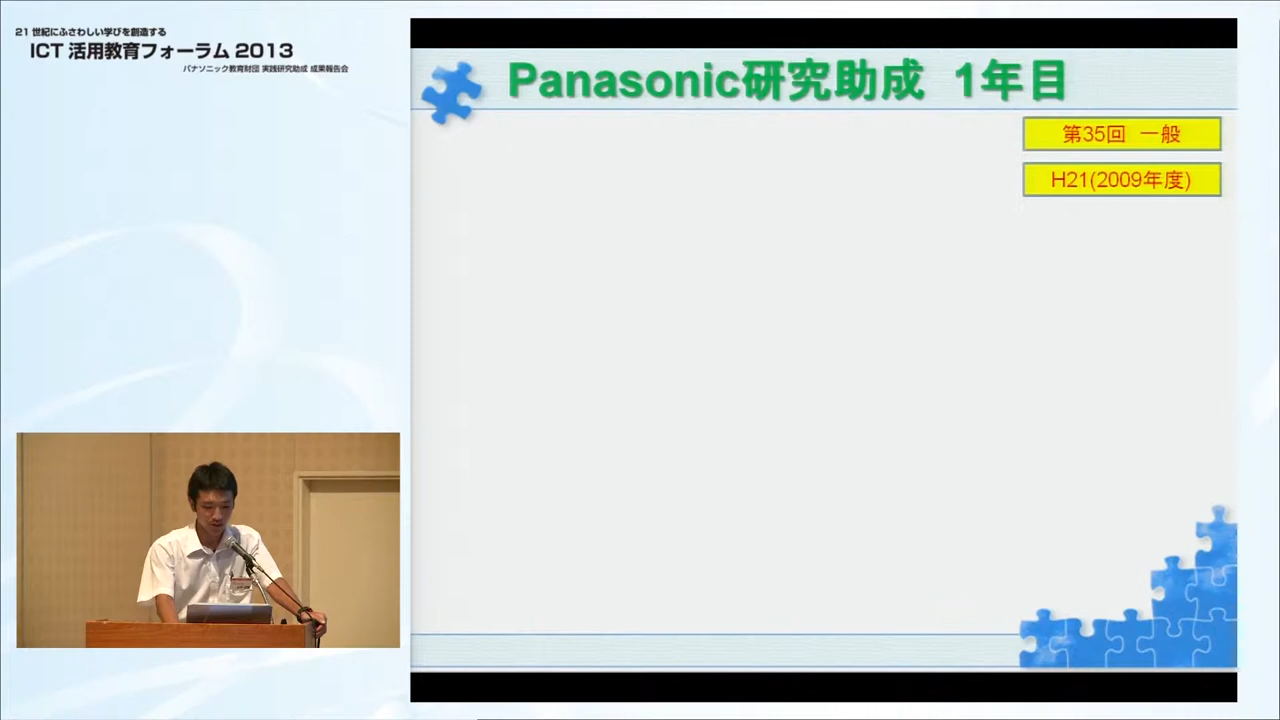 21 世紀にふさわしい学びを創造する
ICT 活用教育フォーラム 2013
パナソニック教育財団 実践研究助成 成果報告会
Panasonic研究助成 1年目
第35回 一般
H21(2009年度)